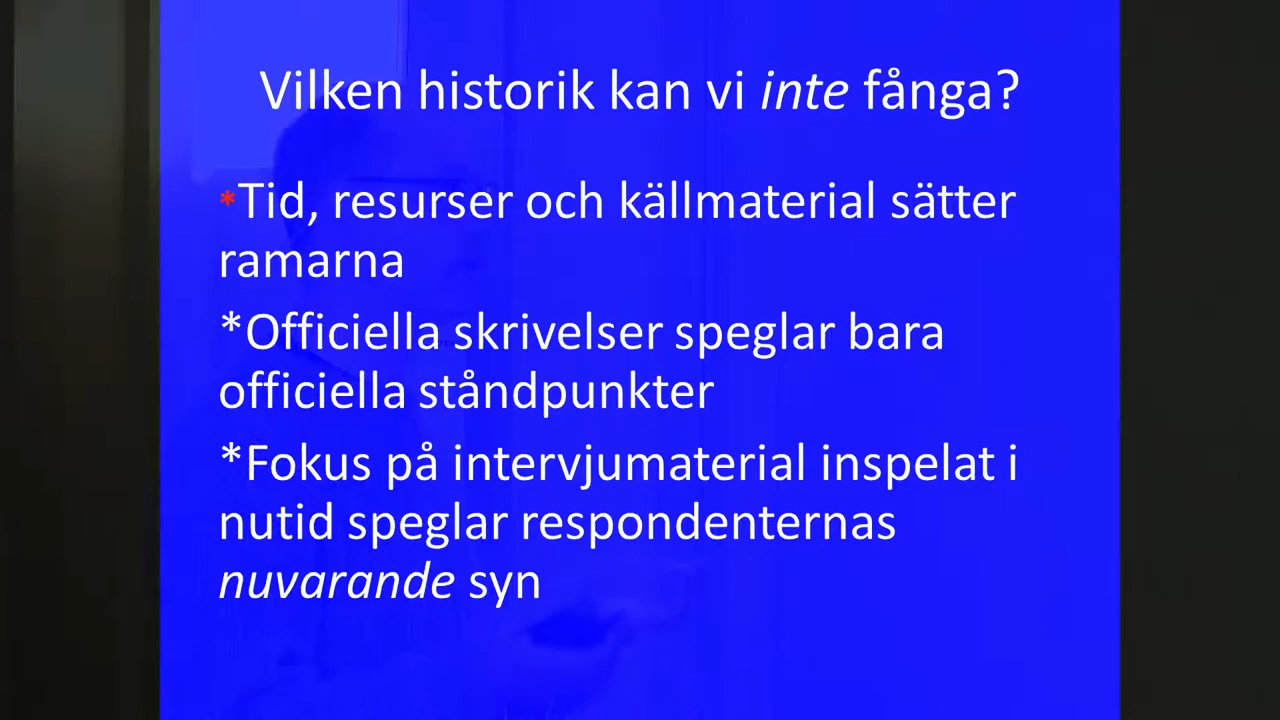 Vilken historik kan vi inte fånga?
*Tid, resurser och källmaterial sätter
ramarna
*Officiella skrivelser speglar bara
officiella ståndpunkter
*Fokus på intervjumaterial inspelat i
nutid speglar respondenternas
nuvarande syn